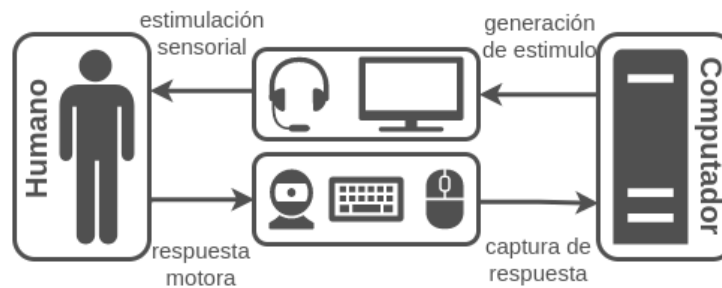 estimulación
sensorial
generación
de estimulo
Humano
Computador
respuesta
motora
captura de
respuesta